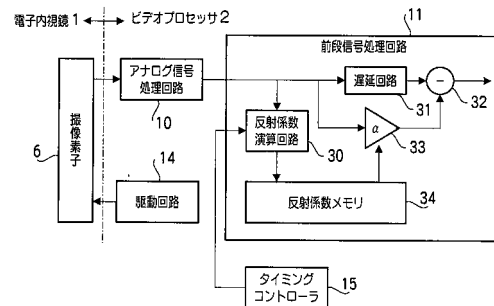 電子内視鏡1 ビデオプロセッサ2
11
前段信号処理回路
アナログ信号
処理回路
10
遅延回路
31
−
32
撮像素子
6
反射係数
演算回路
30
α
33
14
駆動回路
反射係数メモリ
34
タイミング
コントローラ
15